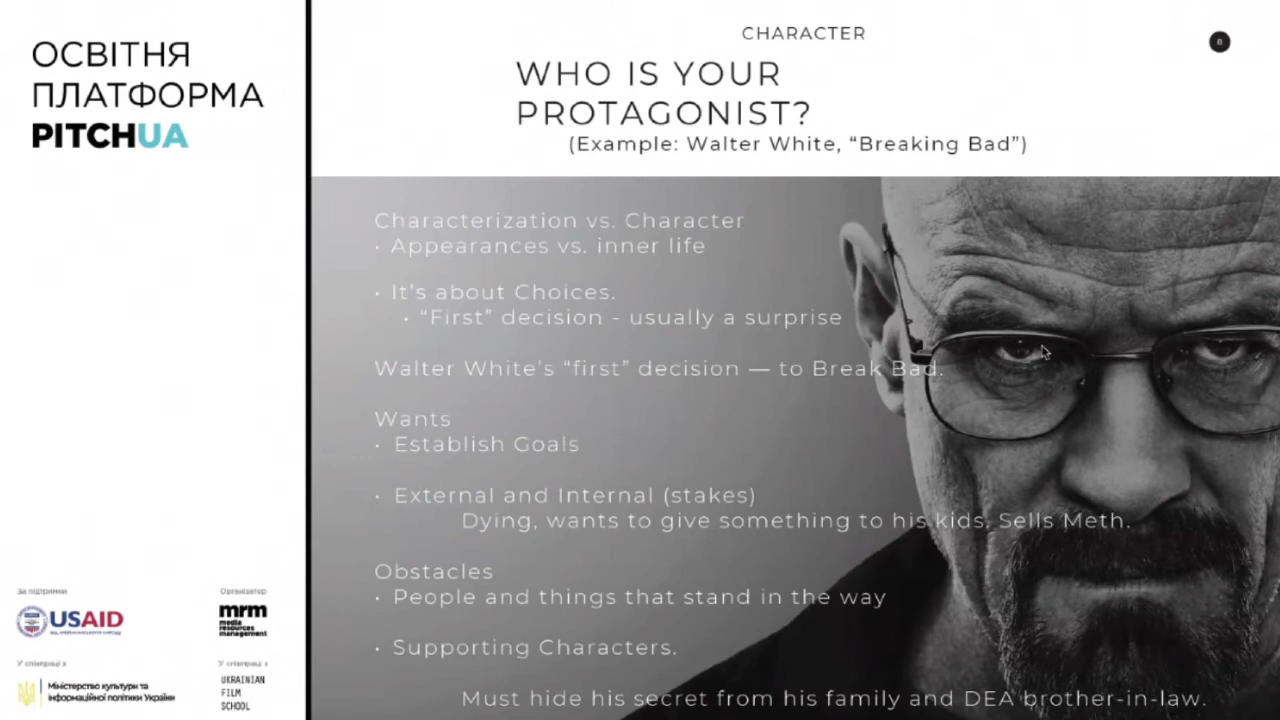 ОСВІТНЯ
ПЛАТФОРМА
PITCHUA
CHARACTER
8
WHO IS YOUR
PROTAGONIST?
(Example: Walter White, “Breaking Bad”)
Characterization vs. Character
• Appearances vs. inner life
• It’s about Choices.
• “First” decision - usually a surprise
Walter White’s “first” decision — to Break Bad.
Wants
• Establish Goals
• External and Internal (stakes)
Dying, wants to give something to his kids. Sells Meth.
Obstacles
• People and things that stand in the way
• Supporting Characters.
Must hide his secret from his family and DEA brother-in-law.
За підтримки
USAID
ВІД АМЕРИКАНСЬКОГО НАРОДУ
Організатор
mrm
media
resources
management
У співпраці з
Міністерство культури та
інформаційної політики України
У співпраці з
UKRAINIAN
FILM
SCHOOL